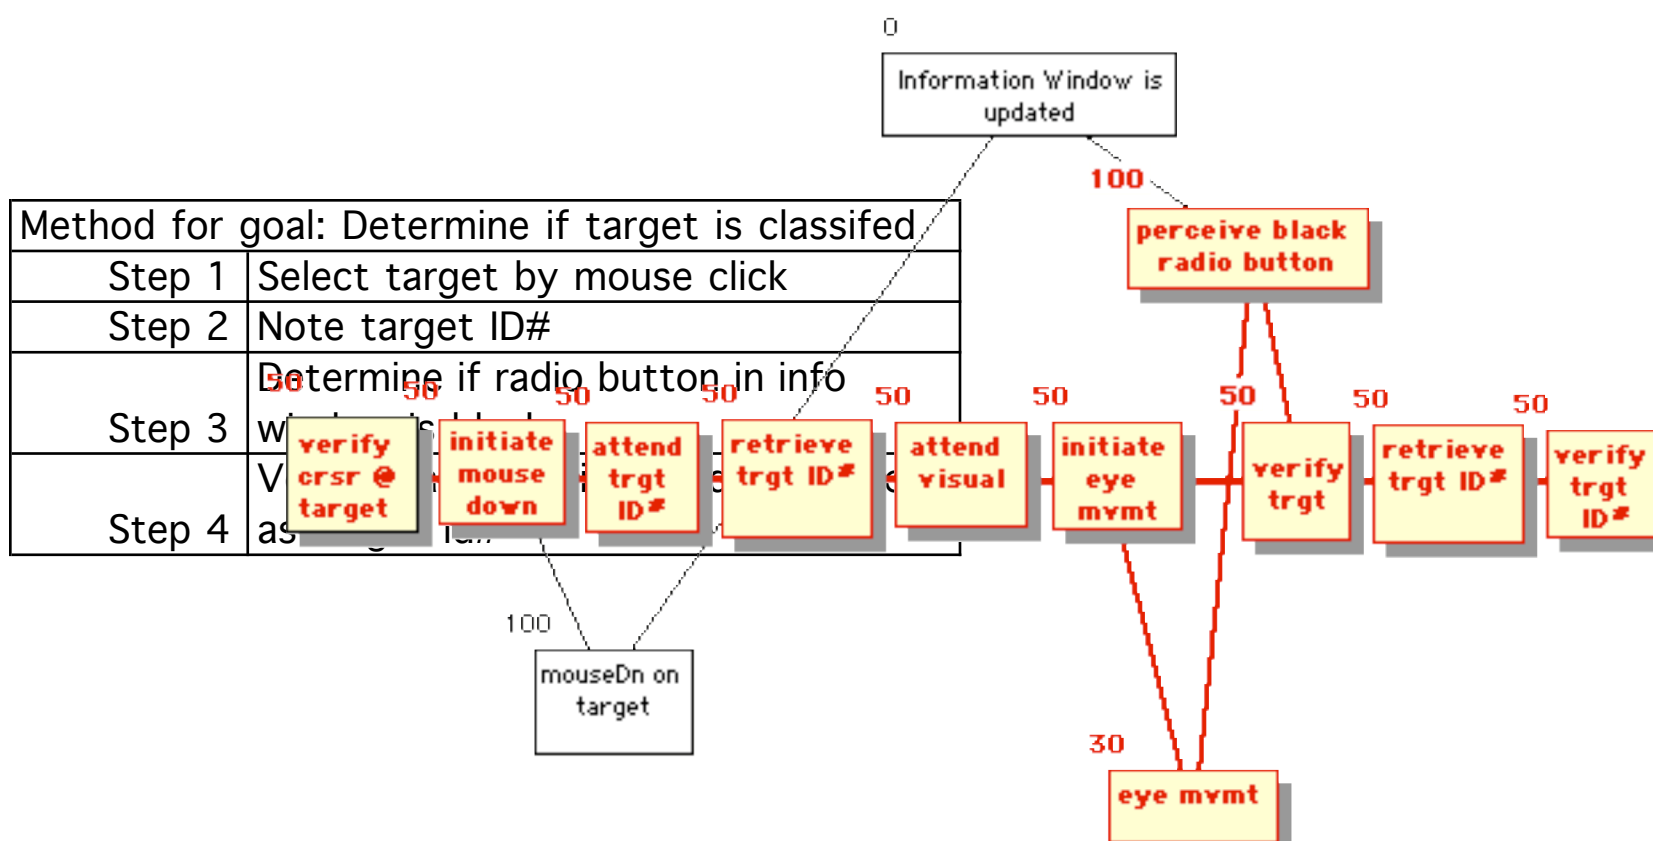 0
Information Window is
updated
100
perceive black
radio button
Method for goal: Determine if target is classifed
Step 1 Select target by mouse click
Step 2 Note target ID#
Determine if radio button in info
Step 3
Step 4
50
50
50
50
50
50
50
50
50
verify
crsr @
target
initiate
mouse
down
attend
trgt
ID#
retrieve
trgt ID#
attend
visual
initiate
eye
mvmt
verify
trgt
retrieve
trgt ID#
verify
trgt
ID#
100
mouseDn on
target
30
eye mvmt